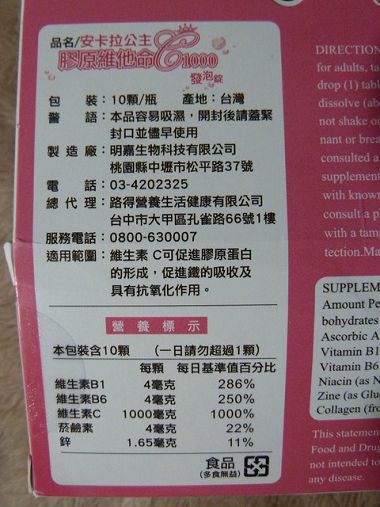 品名/安卡拉公主
膠原維他命C1000
發泡錠
包 裝：10顆/瓶 產地：台灣
警 語：本品容易吸濕，開封後請蓋緊
封口並儘早使用
製 造 廠：明嘉生物科技有限公司
桃園縣中壢市松平路37號
電 話：03-4202325
總 代 理：路得營養生活健康有限公司
台中市大甲區孔雀路66號1樓
服務電話：0800-630007
適用範圍：維生素 C可促進膠原蛋白
的形成，促進鐵的吸收及
具有抗氧化作用。
營養標示
本包裝含10顆 （一日請勿超過1顆）
每顆 每日基準值百分比
維生素B1 4毫克 286%
維生素B6 4毫克 250%
維生素C 1000毫克 1000%
菸鹼素 4毫克 22%
鋅 1.65毫克 11%
食品
(多食無益)
DIRECTION
for adults, ta
drop (1) tabl
dissolve (ab
not shake o
nant or brea
consulted a
supplement
with known
consult a p
with a tam
tection.Ma
SUPPLEM
Amount Pe
bohydrates
Ascorbic A
Vitamin B1
Vitamin B6
Niacin (as N
Zine (as Glu
Collagen (fro
This statemen
Food and Drug
not intended to
any disease.